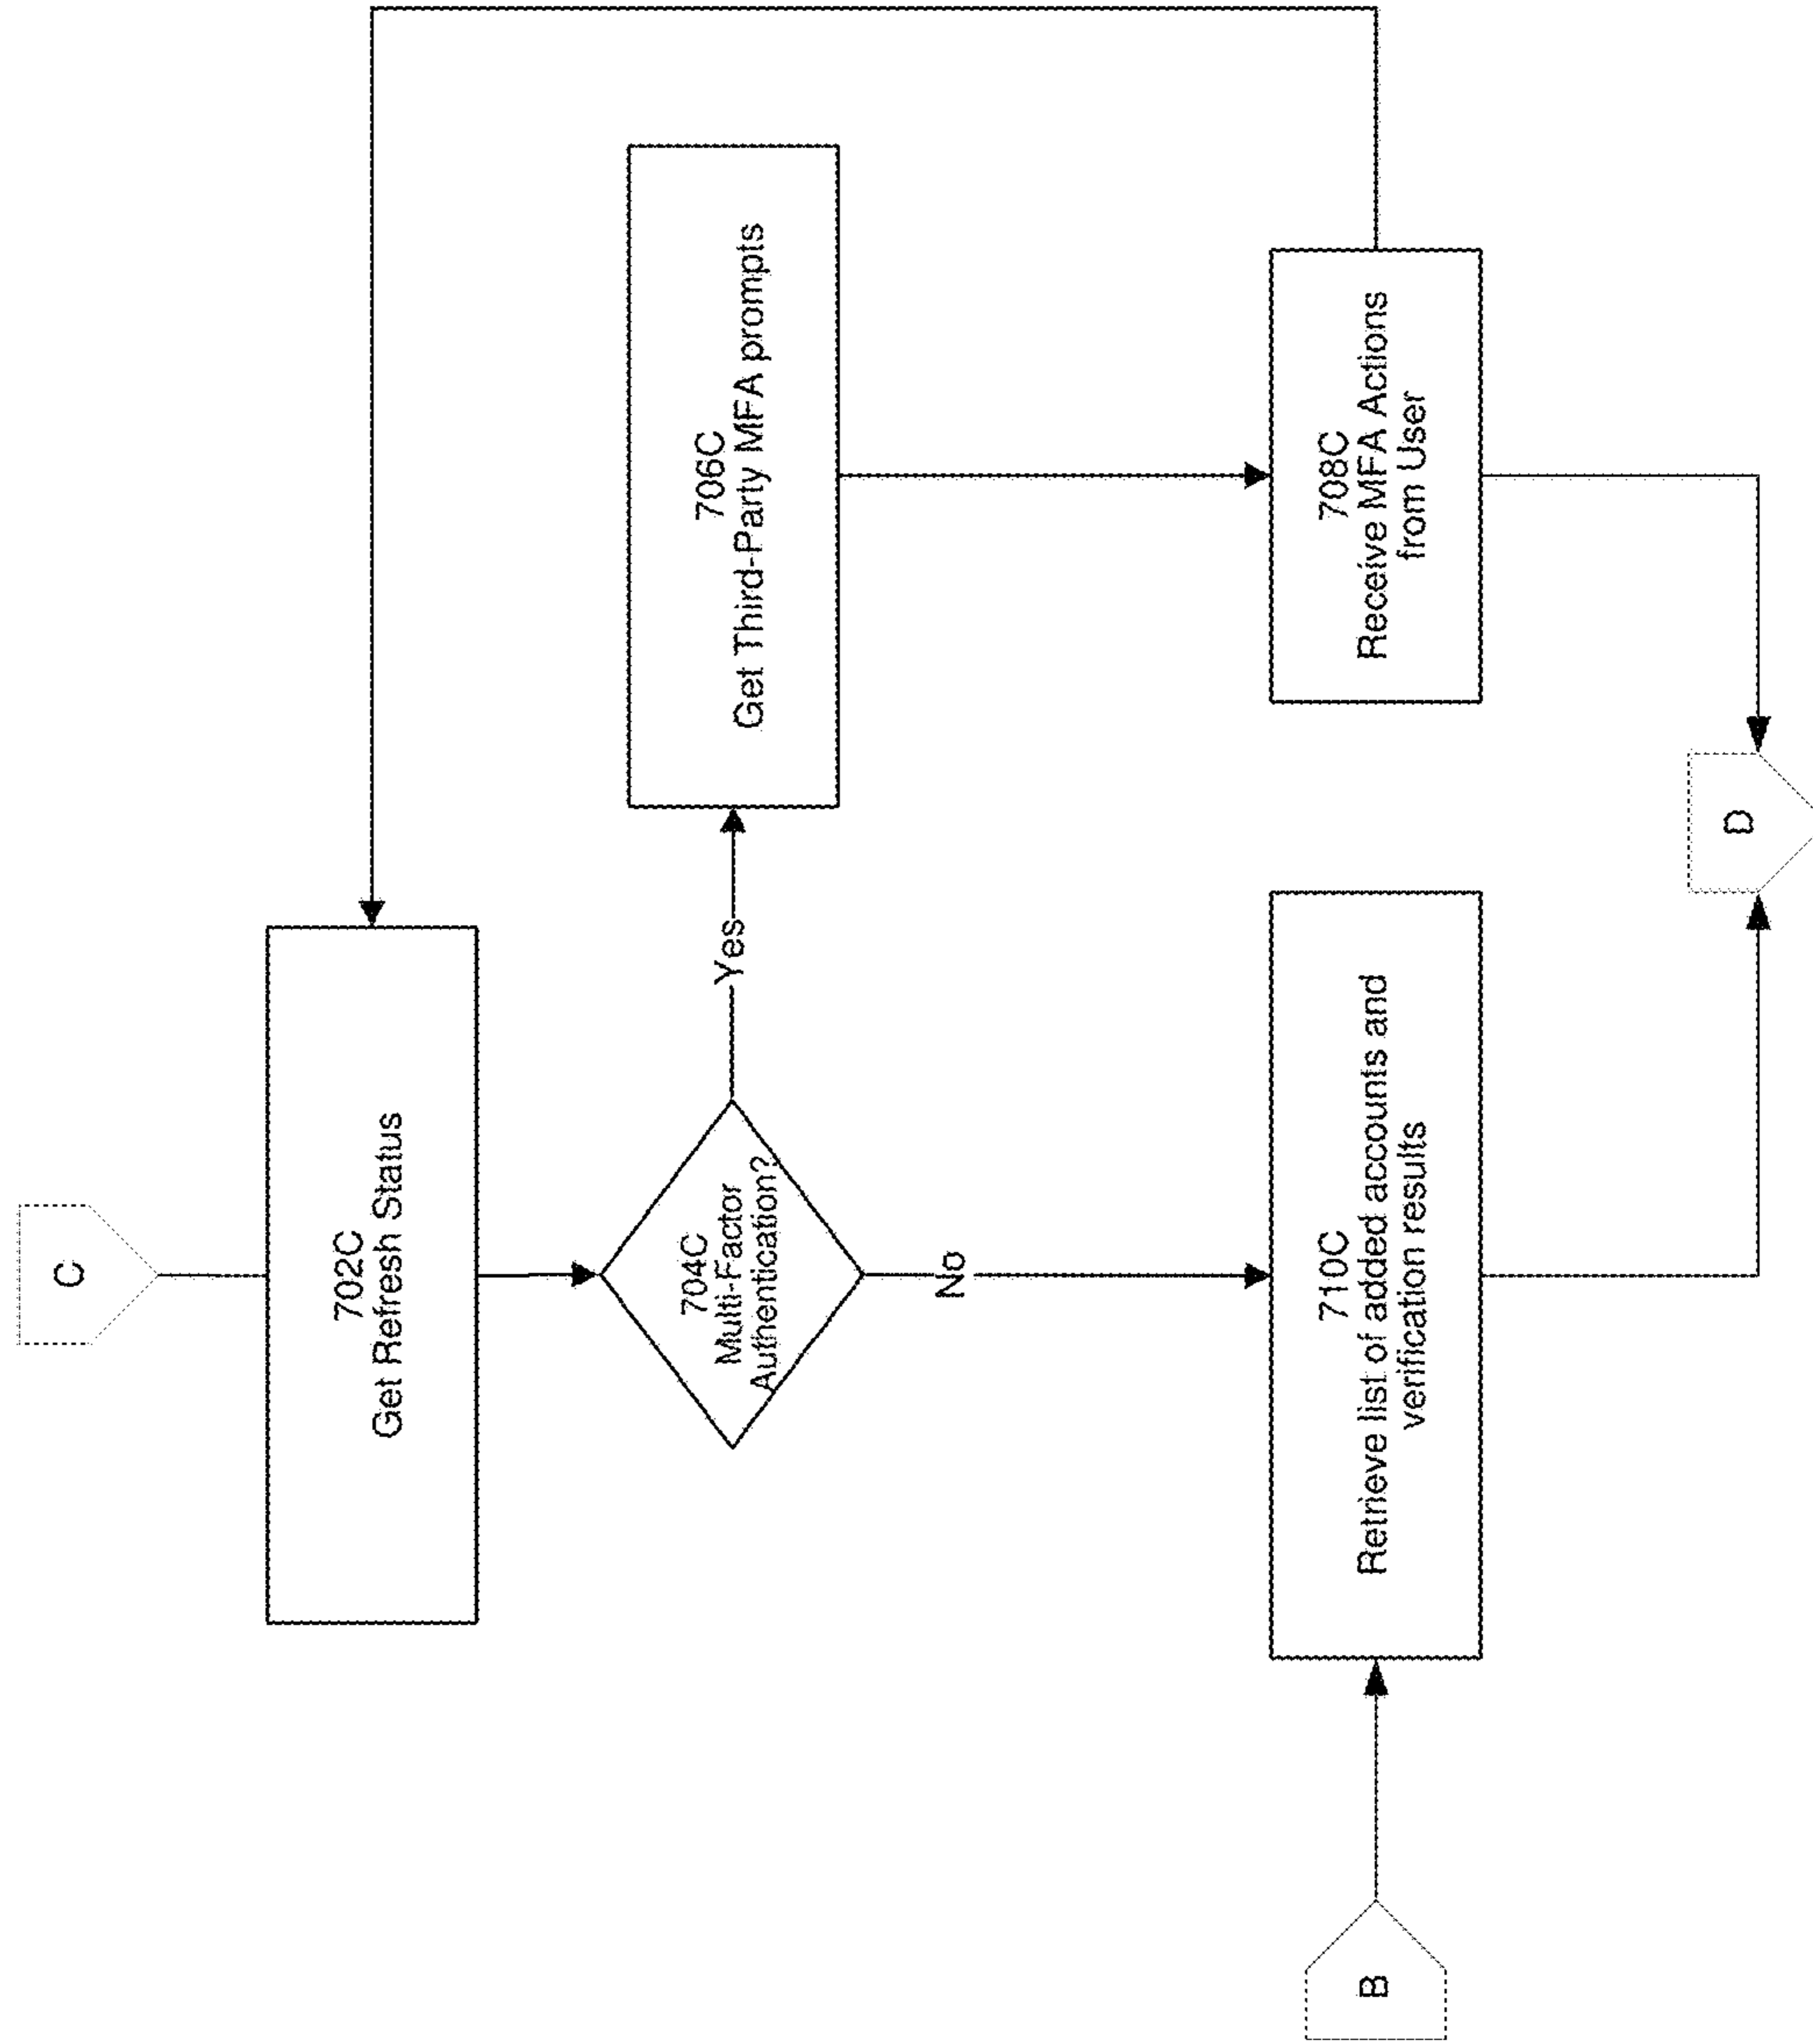 C
702C
Get Refresh Status
704C
Multi-Factor
Authentication?
Yes
706C
Get Third-Party MFA prompts
No
710C
Retrieve list of added accounts and
verification results
708C
Receive MFA Actions
from User
B
D